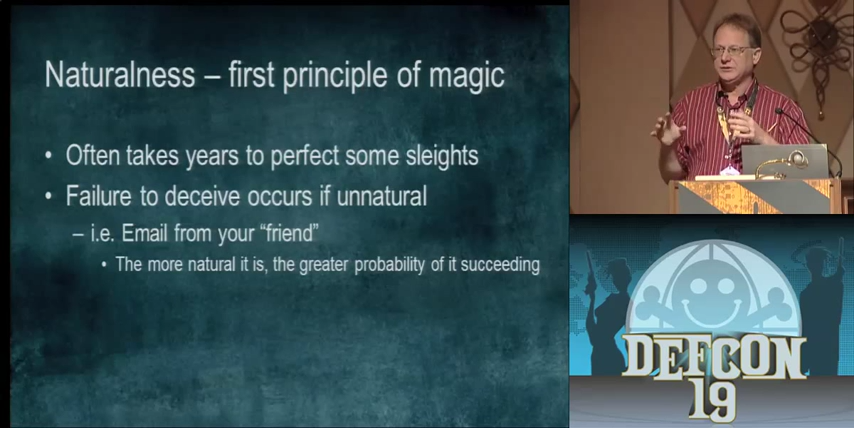 Naturalness – first principle of magic
• Often takes years to perfect some sleights
• Failure to deceive occurs if unnatural
– i.e. Email from your “friend”
• The more natural it is, the greater probability of it succeeding
DEFCON
19